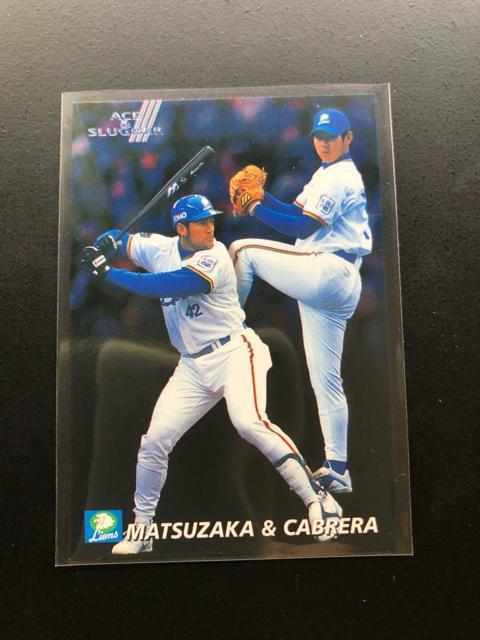 ACE
&
SLUGGER
42
Lions
MATSUZAKA & CABRERA